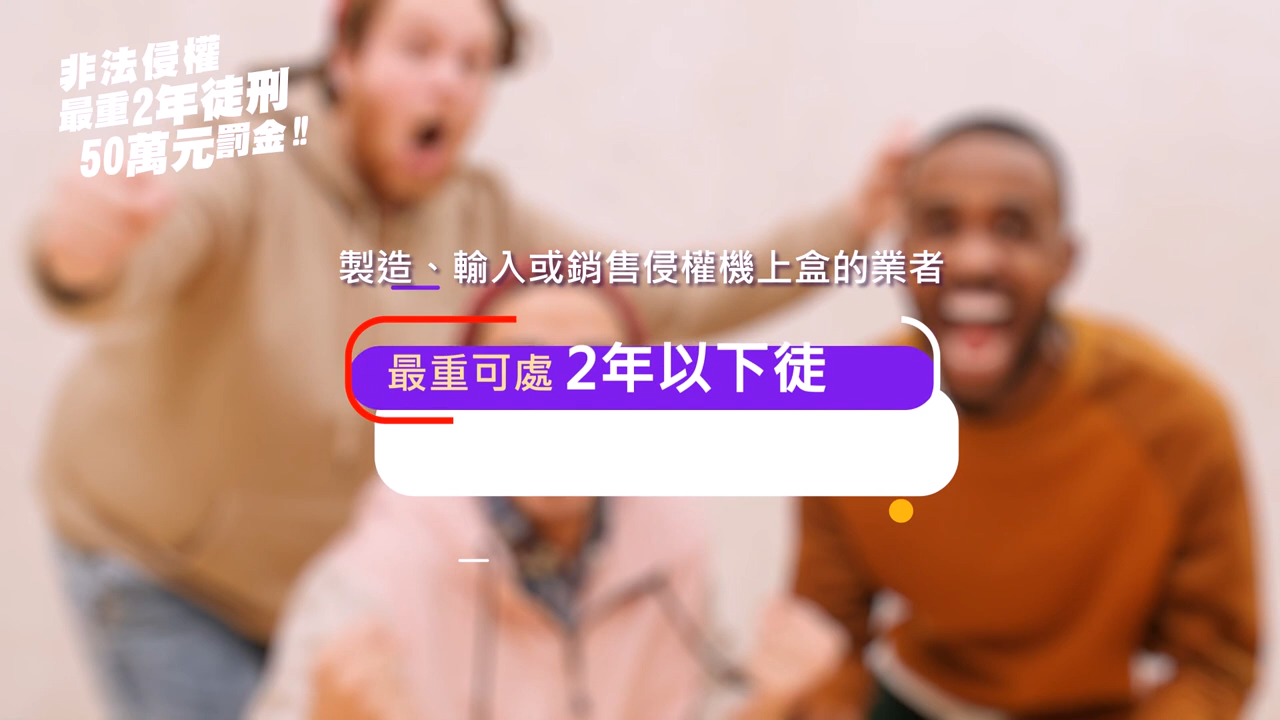 非法侵權
最重2年徒刑
50萬元罰金!!
製造、輸入或銷售侵權機上盒的業者
最重可處 2年以下徒